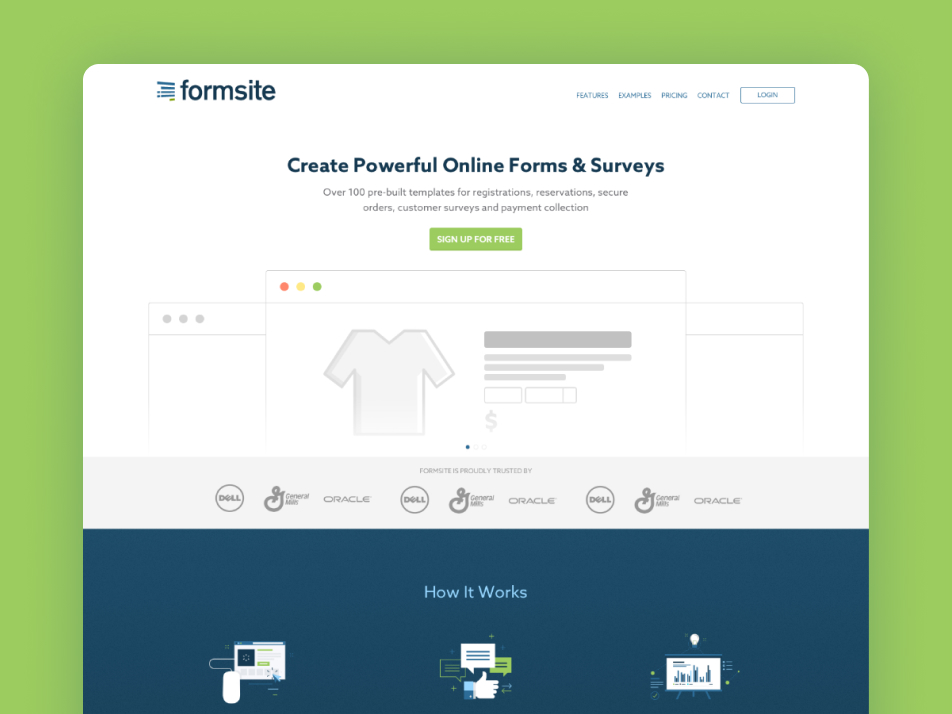 formsite
FEATURES EXAMPLES PRICING CONTACT LOGIN
Create Powerful Online Forms & Surveys
Over 100 pre-built templates for registrations, reservations, secure
orders, customer surveys and payment collection
SIGN UP FOR FREE
$
FORMSITE IS PROUDLY TRUSTED BY
DELL General Mills ORACLE DELL General Mills ORACLE DELL General Mills ORACLE
How It Works